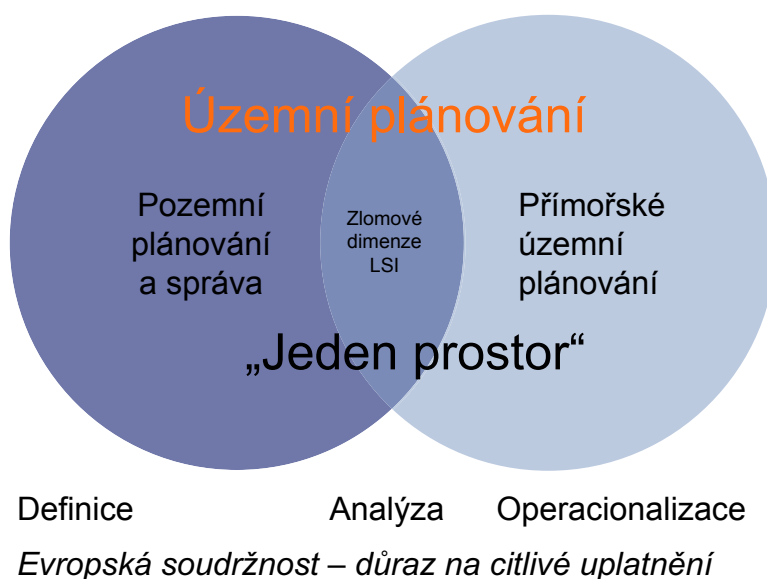 Územní plánování
Pozemní
plánování
a správa
Zlomové
dimenze
LSI
Přímořské
územní
plánování
„Jeden prostor“
Definice Analýza Operacionalizace
Evropská soudržnost – důraz na citlivé uplatnění